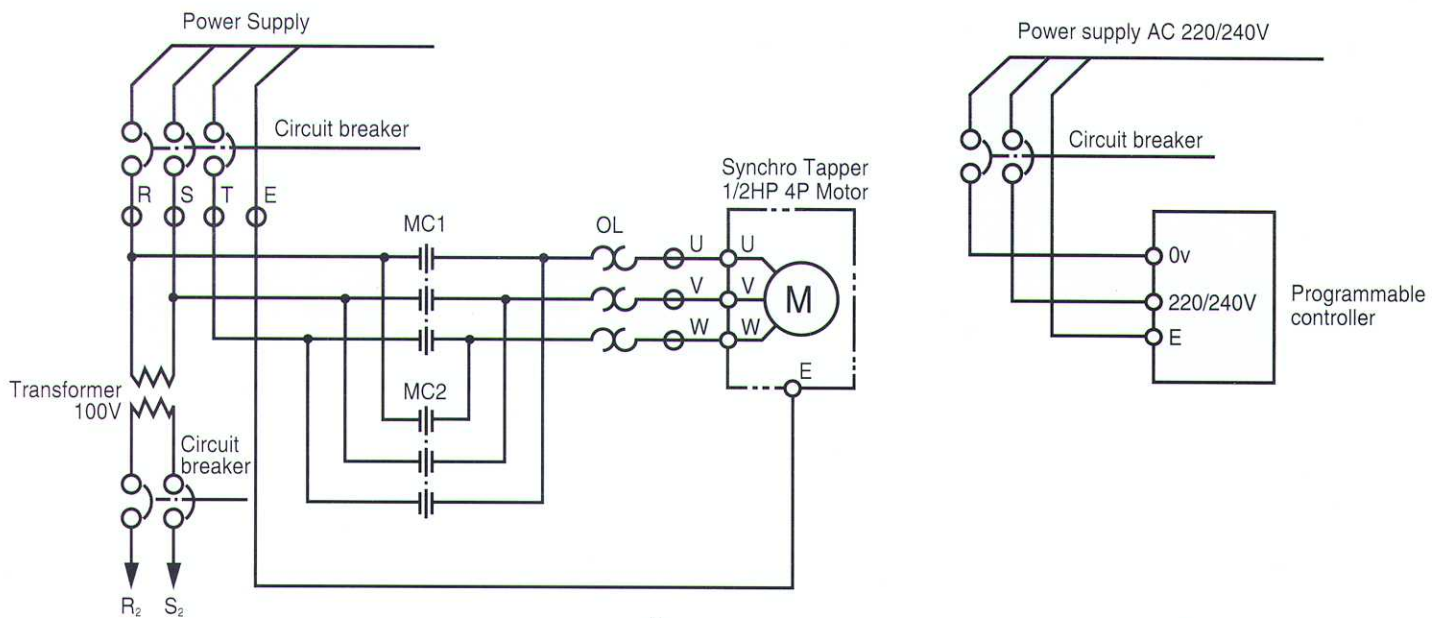 Power Supply
Circuit breaker
R S T E
MC1
OL
U
V
W
Synchro Tapper
1/2HP 4P Motor
U
V
W
M
E
MC2
Transformer
100V
Circuit
breaker
R₂ S₂
Power supply AC 220/240V
Circuit breaker
0v
220/240V
E
Programmable
controller